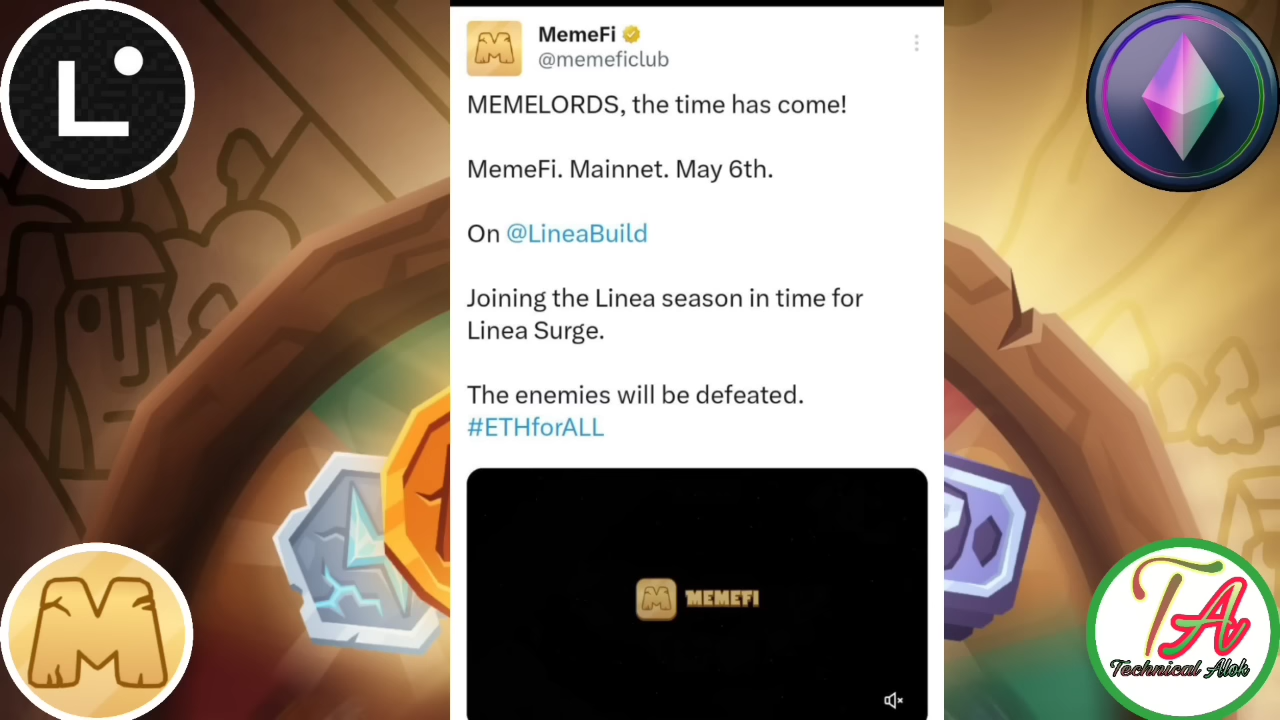 MemeFi
@memeficlub
MEMELORDS, the time has come!
MemeFi. Mainnet. May 6th.
On @LineaBuild
Joining the Linea season in time for
Linea Surge.
The enemies will be defeated.
#ETHforALL
M MEMEFI
L
M
TA
Technical Alok